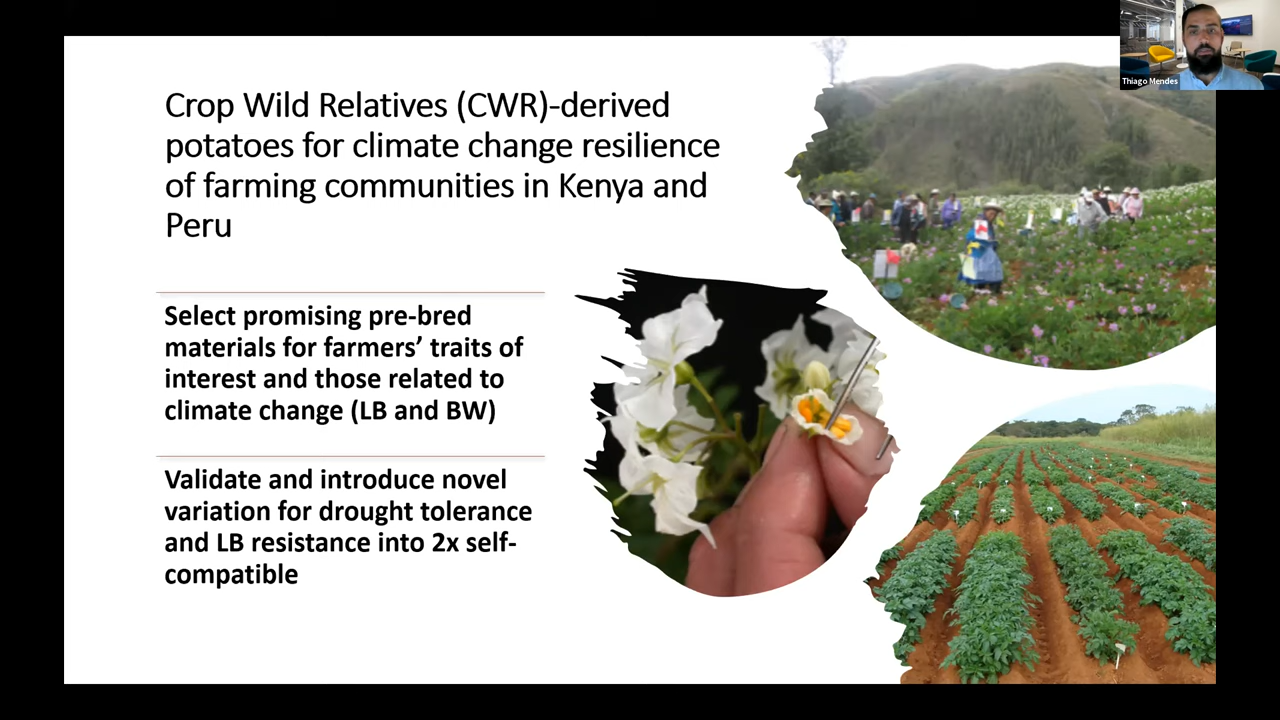 Crop Wild Relatives (CWR)-derived
potatoes for climate change resilience
of farming communities in Kenya and
Peru
Select promising pre-bred
materials for farmers’ traits of
interest and those related to
climate change (LB and BW)
Validate and introduce novel
variation for drought tolerance
and LB resistance into 2x self-
compatible
Thiago Mendes